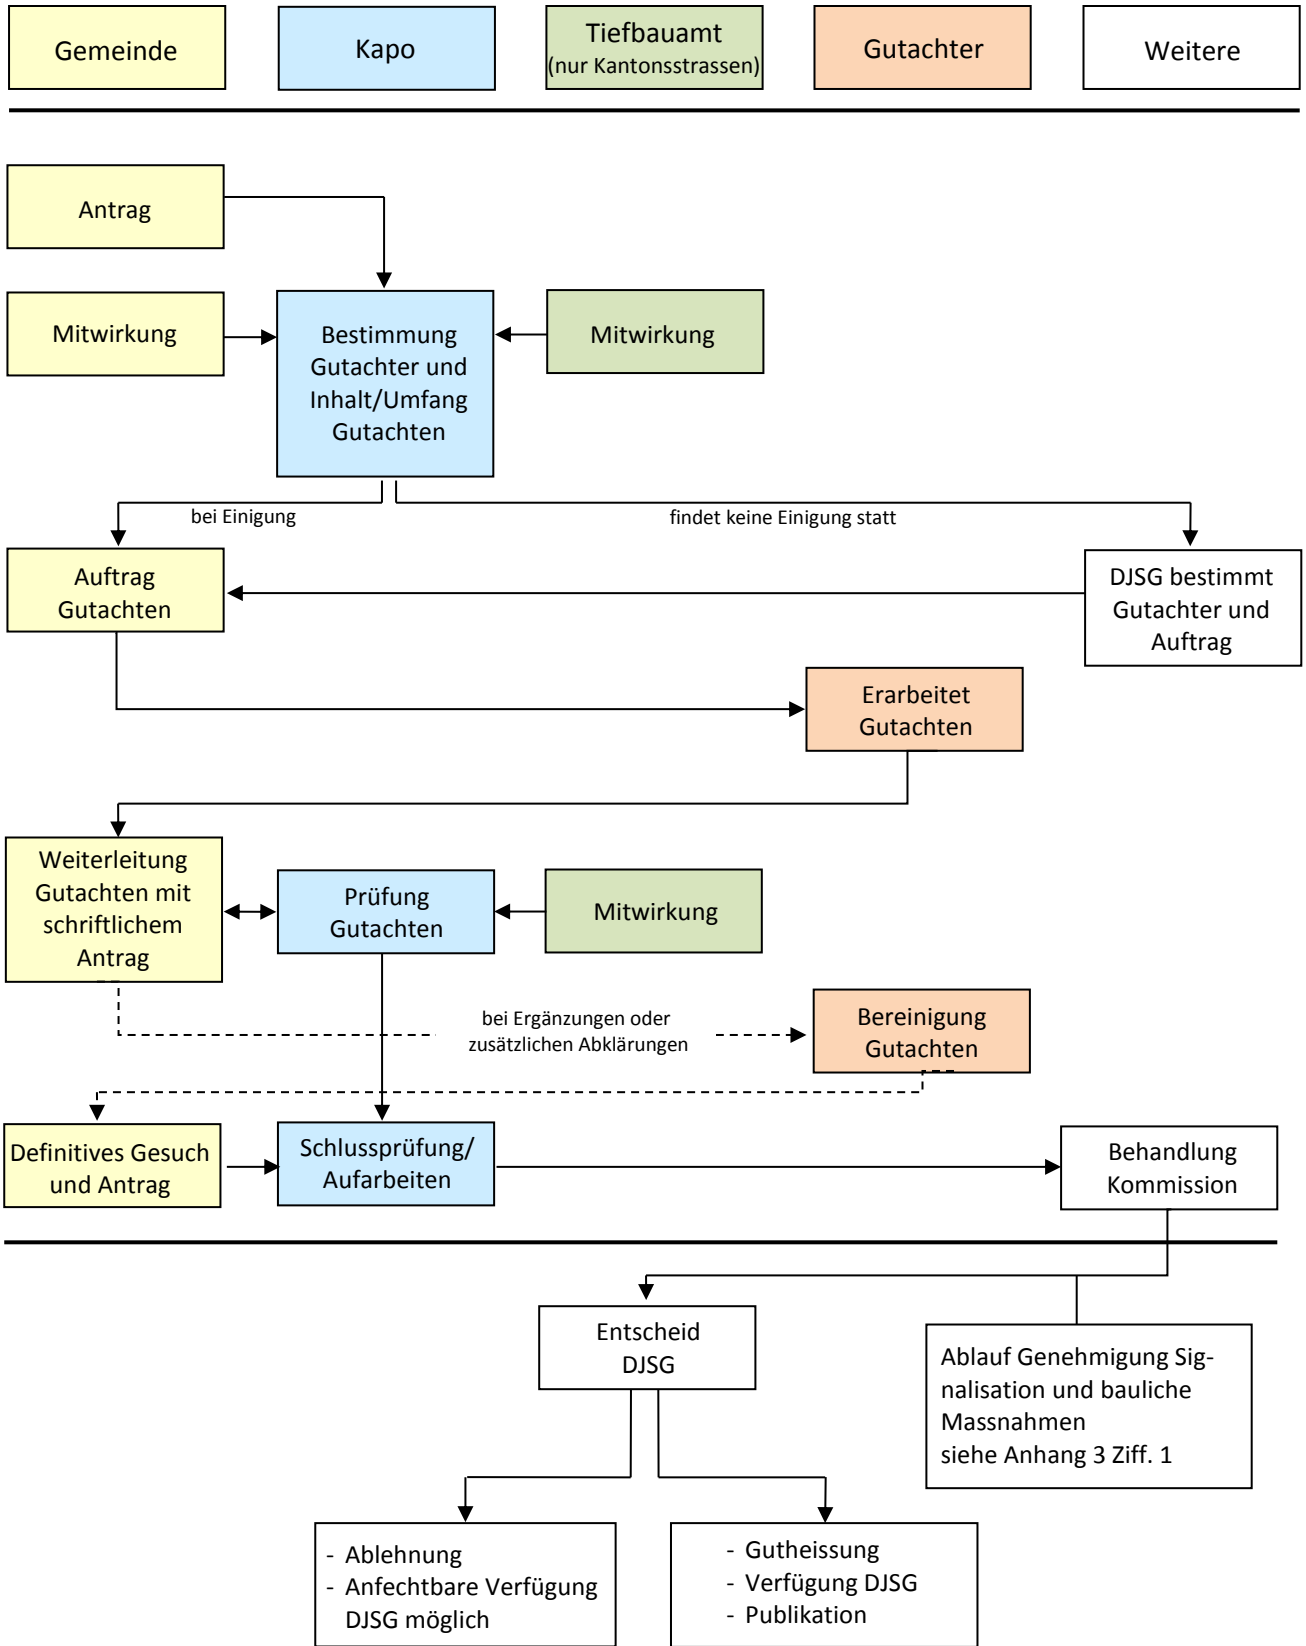 Gemeinde
Kapo
Tiefbauamt
(nur Kantonsstrassen)
Gutachter
Weitere
Antrag
Mitwirkung
Bestimmung
Gutachter und
Inhalt/Umfang
Gutachten
Mitwirkung
bei Einigung
findet keine Einigung statt
Auftrag
Gutachten
DJSG bestimmt
Gutachter und
Auftrag
Erarbeitet
Gutachten
Weiterleitung
Gutachten mit
schriftlichem
Antrag
Prüfung
Gutachten
Mitwirkung
bei Ergänzungen oder
zusätzlichen Abklärungen
Bereinigung
Gutachten
Definitives Gesuch
und Antrag
Schlussprüfung/
Aufarbeiten
Behandlung
Kommission
Entscheid
DJSG
Ablauf Genehmigung Sig-
nalisation und bauliche
Massnahmen
siehe Anhang 3 Ziff. 1
- Ablehnung
- Anfechtbare Verfügung
DJSG möglich
- Gutheissung
- Verfügung DJSG
- Publikation